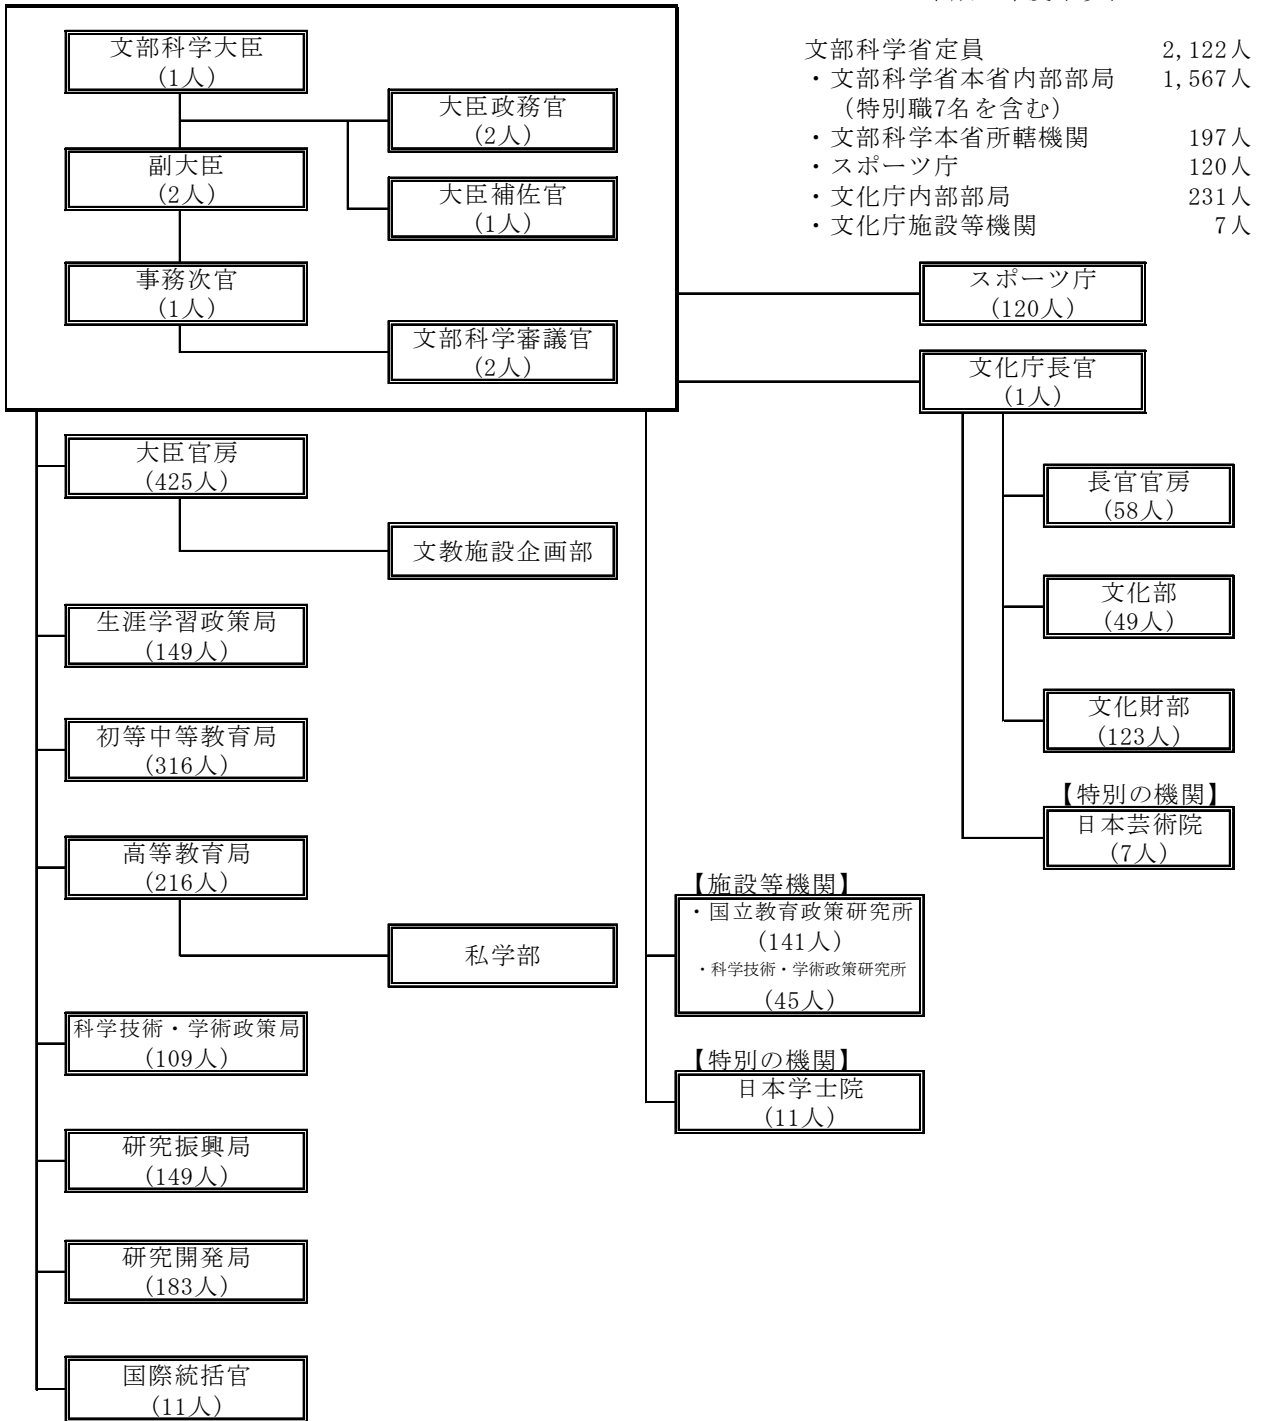 文部科学省定員 2,122人
・文部科学省本省内部部局 1,567人
（特別職7名を含む）
・文部科学本省所轄機関 197人
・スポーツ庁 120人
・文化庁内部部局 231人
・文化庁施設等機関 7人
文部科学大臣
(1人)
大臣政務官
(2人)
副大臣
(2人)
大臣補佐官
(1人)
事務次官
(1人)
文部科学審議官
(2人)
スポーツ庁
(120人)
文化庁長官
(1人)
長官官房
(58人)
文化部
(49人)
文化財部
(123人)
【特別の機関】
日本芸術院
(7人)
大臣官房
(425人)
文教施設企画部
生涯学習政策局
(149人)
初等中等教育局
(316人)
高等教育局
(216人)
私学部
科学技術・学術政策局
(109人)
研究振興局
(149人)
研究開発局
(183人)
国際統括官
(11人)
【施設等機関】
・国立教育政策研究所
(141人)
・科学技術・学術政策研究所
(45人)
【特別の機関】
日本学士院
(11人)